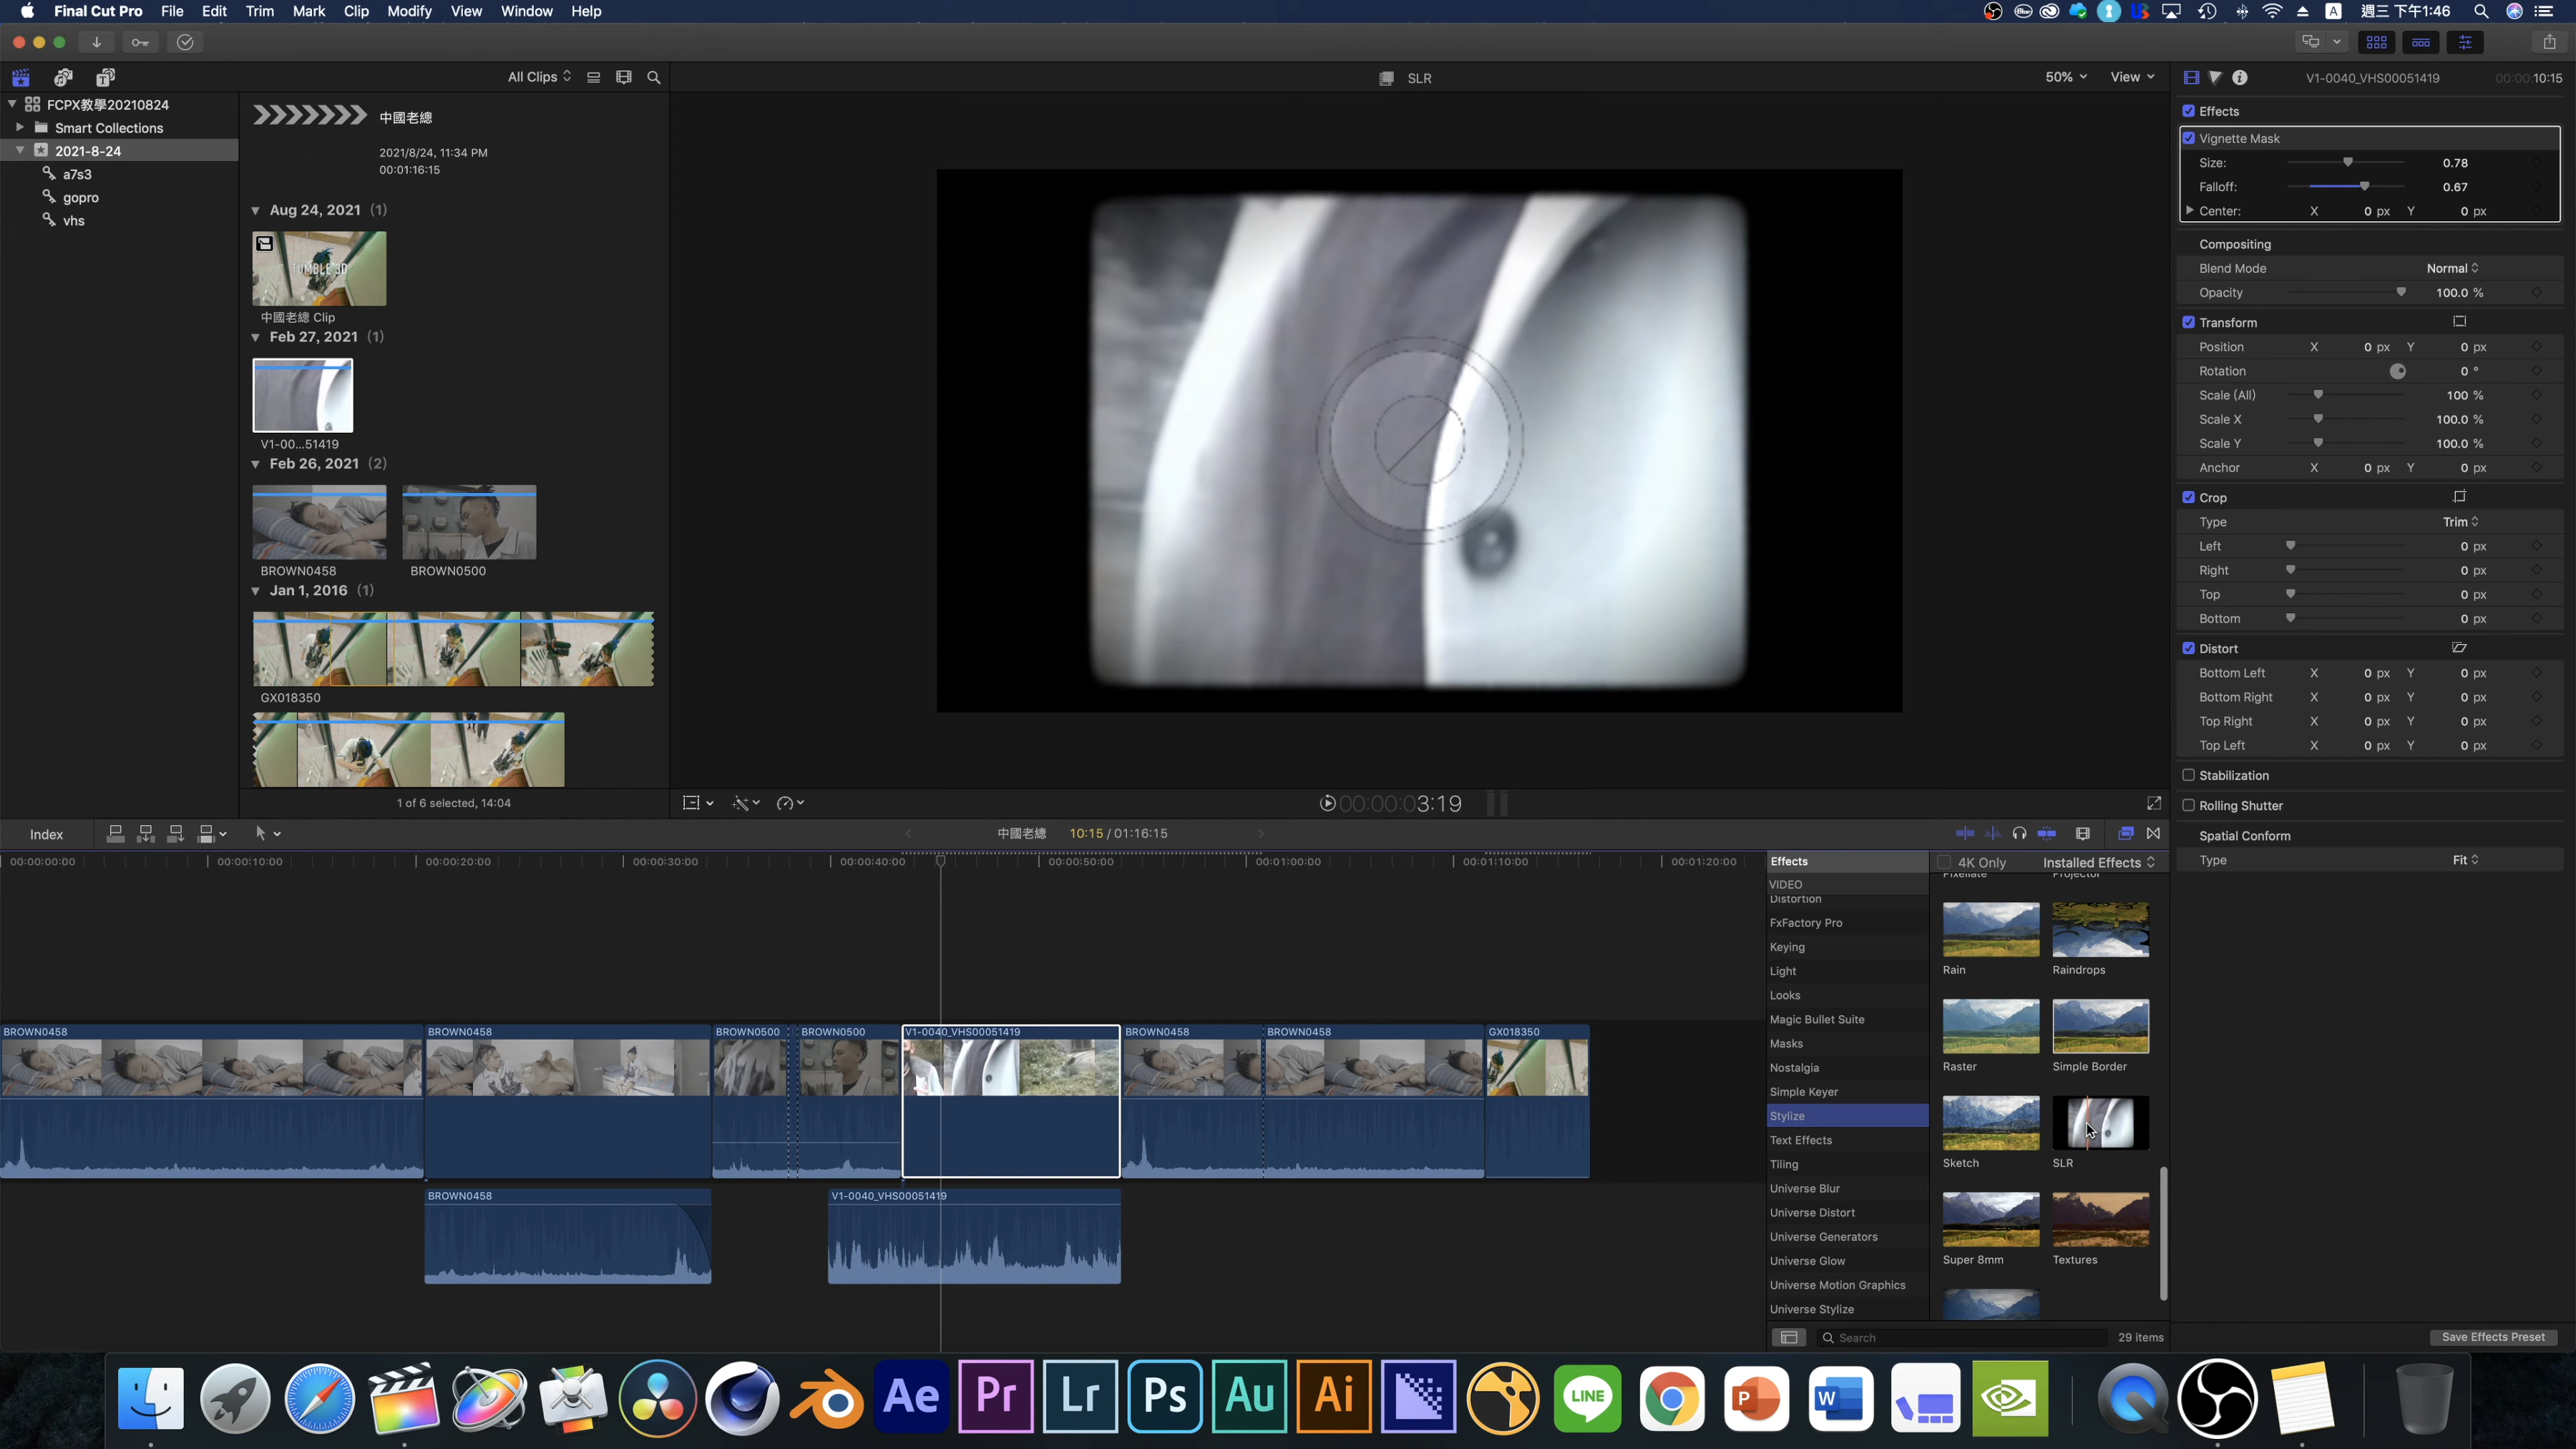 Final Cut Pro File Edit Trim Mark Clip Modify View Window Help
A 週三 下午1:46
All Clips
SLR
50% View
V1-0040_VHS00051419 00:00:10:15
FCPX教學20210824
Smart Collections
2021-8-24
a7s3
gopro
vhs
中國老總
2021/8/24, 11:34 PM
00:01:16:15
Aug 24, 2021 (1)
TUMBLE 3D
中國老總 Clip
Feb 27, 2021 (1)
V1-00...51419
Feb 26, 2021 (2)
BROWN0458
BROWN0500
Jan 1, 2016 (1)
GX018350
1 of 6 selected, 14:04
00:00:03:19
Effects
Vignette Mask
Size: 0.78
Falloff: 0.67
Center: X 0 px Y 0 px
Compositing
Blend Mode Normal
Opacity 100.0 %
Transform
Position X 0 px Y 0 px
Rotation 0 °
Scale (All) 100 %
Scale X 100.0 %
Scale Y 100.0 %
Anchor X 0 px Y 0 px
Crop
Type Trim
Left 0 px
Right 0 px
Top 0 px
Bottom 0 px
Distort
Bottom Left X 0 px Y 0 px
Bottom Right X 0 px Y 0 px
Top Right X 0 px Y 0 px
Top Left X 0 px Y 0 px
Stabilization
Rolling Shutter
Spatial Conform
Type Fit
Save Effects Preset
Index
中國老總 10:15 / 01:16:15
00:00:00:00 00:00:10:00 00:00:20:00 00:00:30:00 00:00:40:00 00:00:50:00 00:01:00:00 00:01:10:00 00:01:20:00
BROWN0458 BROWN0458 BROWN0500 BROWN0500 V1-0040_VHS00051419 BROWN0458 BROWN0458 GX018350
BROWN0458 V1-0040_VHS00051419
Effects
VIDEO
Distortion
FxFactory Pro
Keying
Light
Looks
Magic Bullet Suite
Masks
Nostalgia
Simple Keyer
Stylize
Text Effects
Tiling
Universe Blur
Universe Distort
Universe Generators
Universe Glow
Universe Motion Graphics
Universe Stylize
4K Only Installed Effects
Pixellate Projector
Rain Raindrops
Raster Simple Border
Sketch SLR
Super 8mm Textures
Search
29 items
Ae Pr Lr Ps Au Ai LINE P W